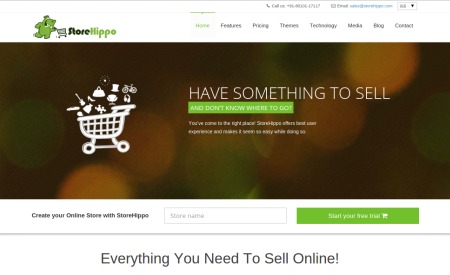 Call us: +91-80101-17117 Email: sales@storehippo.com
StoreHippo
Home Features Pricing Themes Technology Media Blog Contact
HAVE SOMETHING TO SELL
AND DON'T KNOW WHERE TO GO?
You've come to the right place! StoreHippo offers best user
experience and makes it seem so easy while doing so.
Create your Online Store with StoreHippo Store name Start your free trial
Everything You Need To Sell Online!